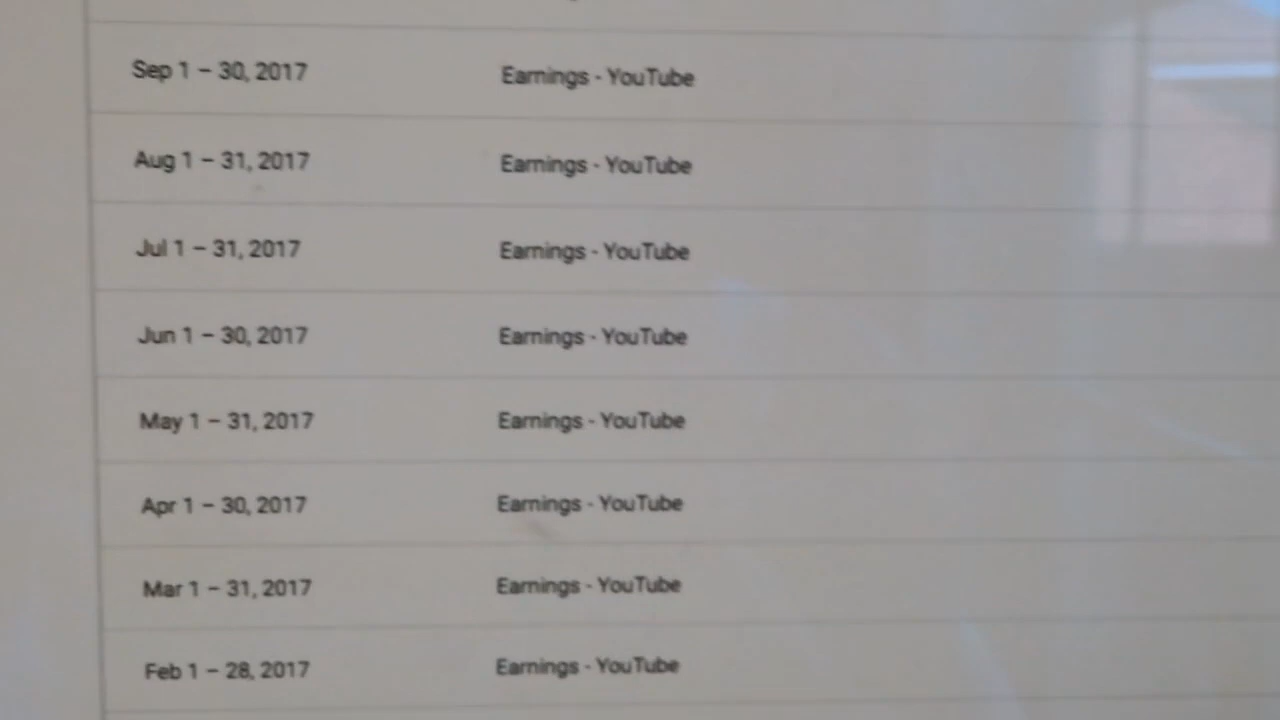 Sep 1 – 30, 2017 Earnings - YouTube
Aug 1 – 31, 2017 Earnings - YouTube
Jul 1 – 31, 2017 Earnings - YouTube
Jun 1 – 30, 2017 Earnings - YouTube
May 1 – 31, 2017 Earnings - YouTube
Apr 1 – 30, 2017 Earnings - YouTube
Mar 1 – 31, 2017 Earnings - YouTube
Feb 1 – 28, 2017 Earnings - YouTube